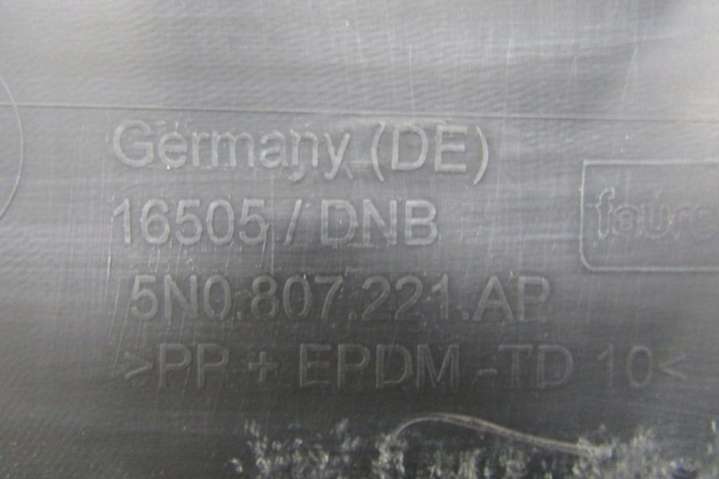 Germany (DE)
16505 / DNB
5N0.807.221.AP
>PP + EPDM -TD 10<